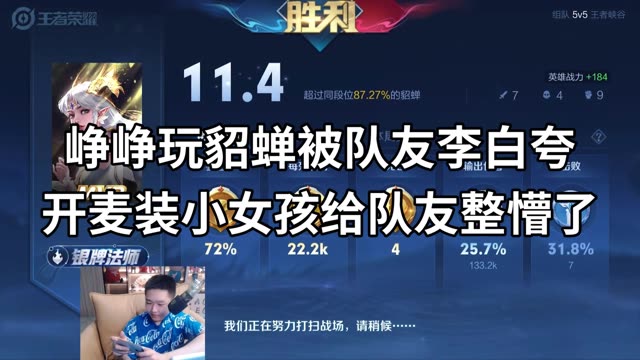 王者荣耀
胜利
组队 5v5 王者峡谷
11.4
超过同段位87.27%的貂蝉
英雄战力 +184
7 4 9
峥峥玩貂蝉被队友李白夸
开麦装小女孩给队友整懵了
72% 22.2k 4 25.7% 31.8%
133.2k 7
银牌法师
我们正在努力打扫战场，请稍候……